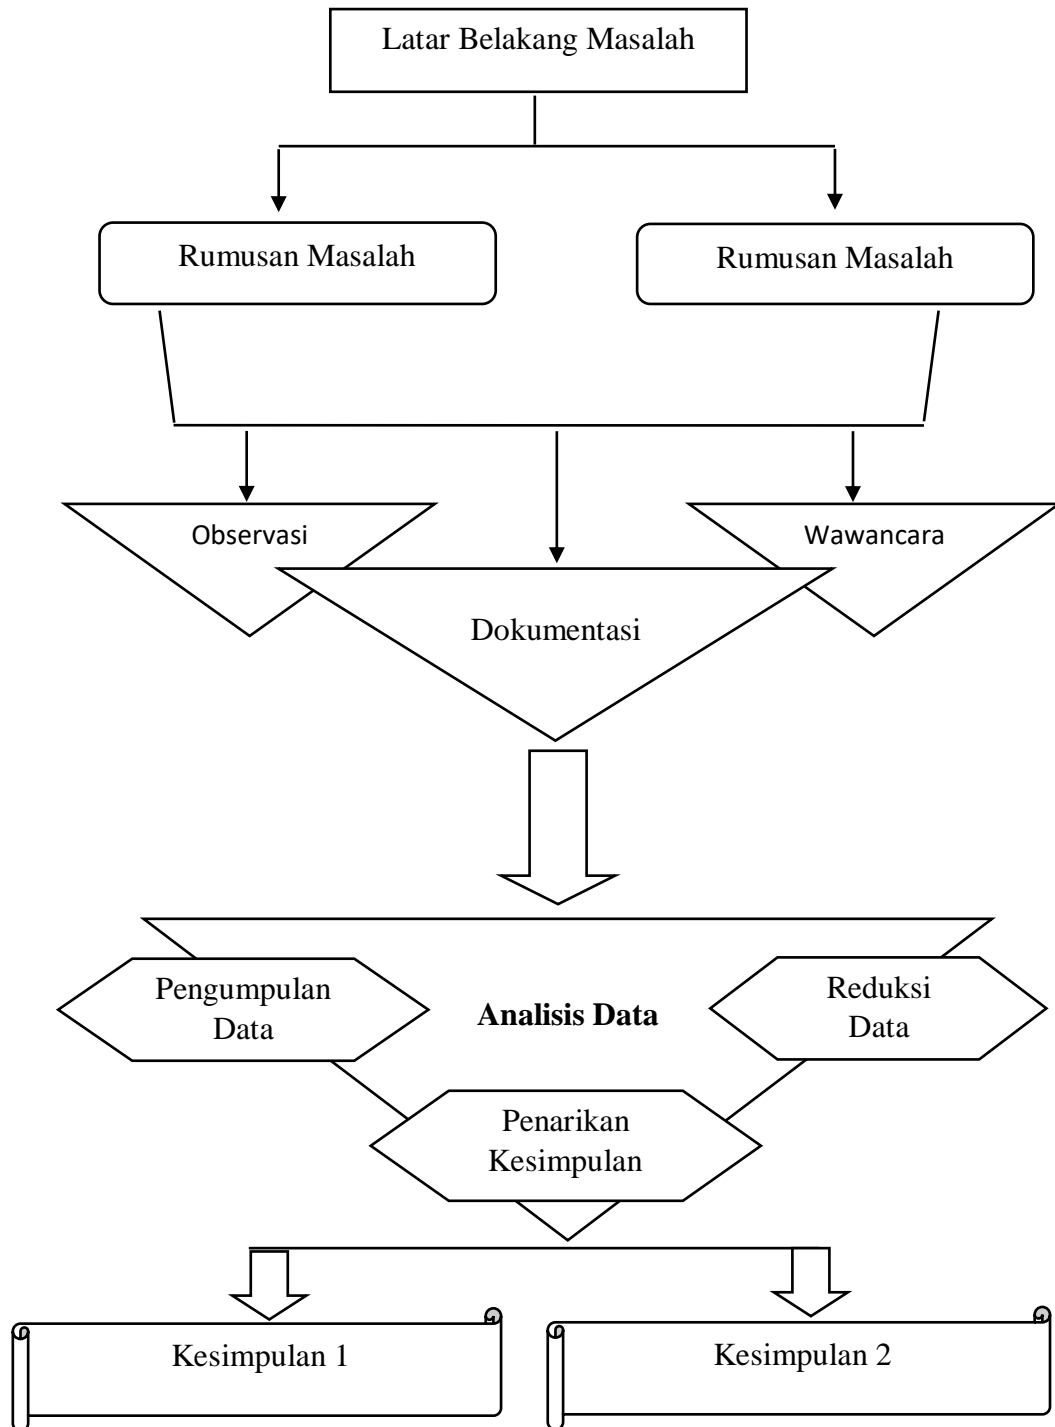 Latar Belakang Masalah
Rumusan Masalah
Rumusan Masalah
Observasi
Wawancara
Dokumentasi
Pengumpulan
Data
Analisis Data
Reduksi
Data
Penarikan
Kesimpulan
Kesimpulan 1
Kesimpulan 2